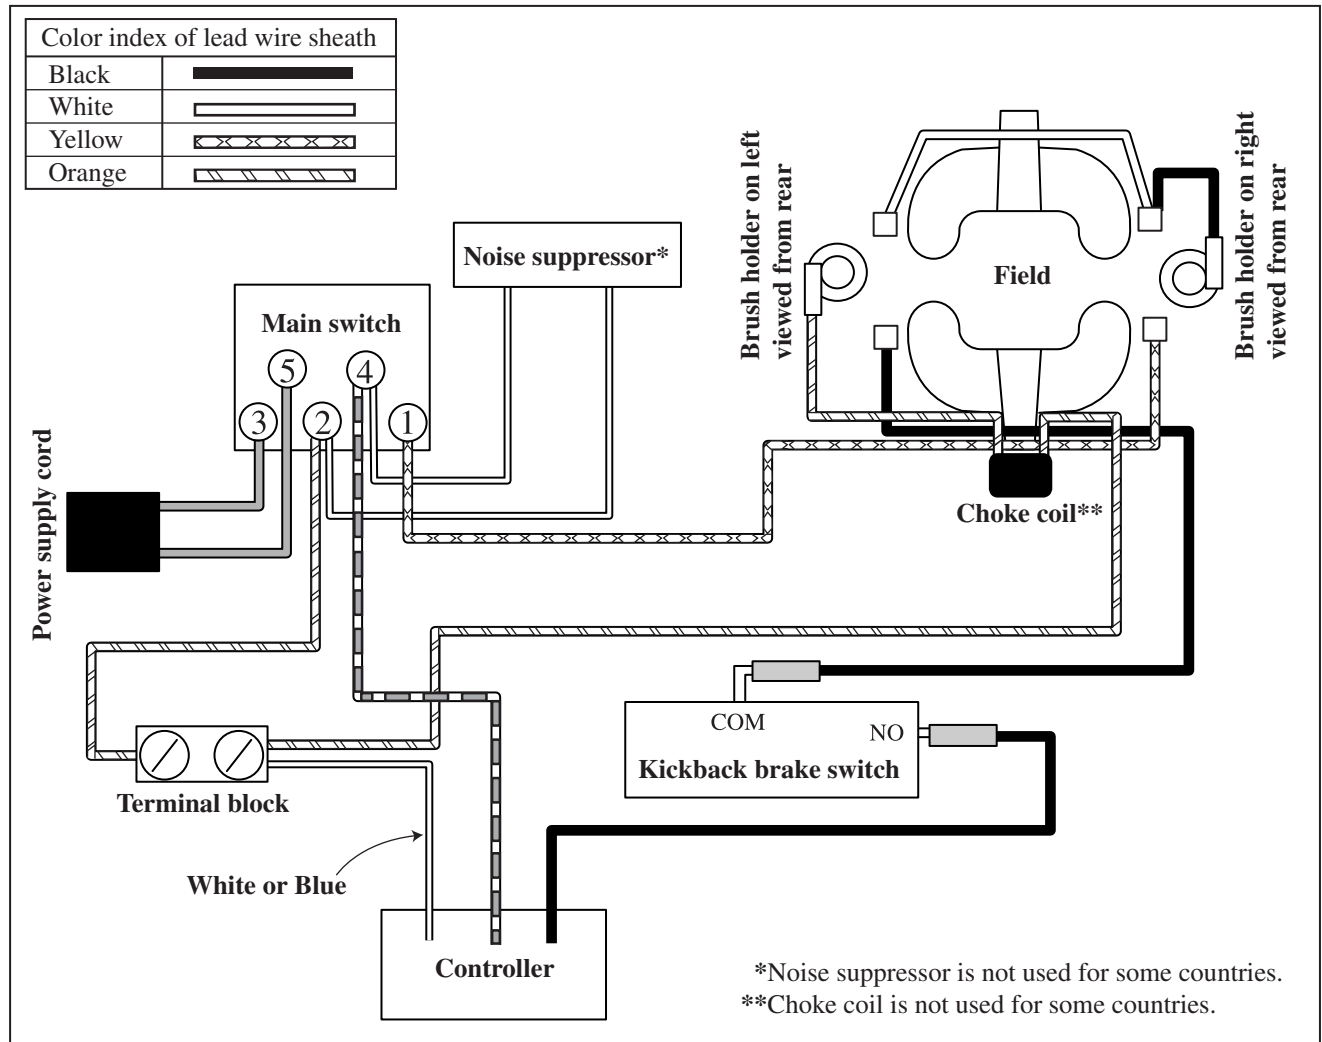 Color index of lead wire sheath
Black
White
Yellow
Orange
Noise suppressor*
Main switch
5
4
3
2
1
Power supply cord
Brush holder on left
viewed from rear
Field
Brush holder on right
viewed from rear
Choke coil**
COM
NO
Kickback brake switch
Terminal block
White or Blue
Controller
*Noise suppressor is not used for some countries.
**Choke coil is not used for some countries.